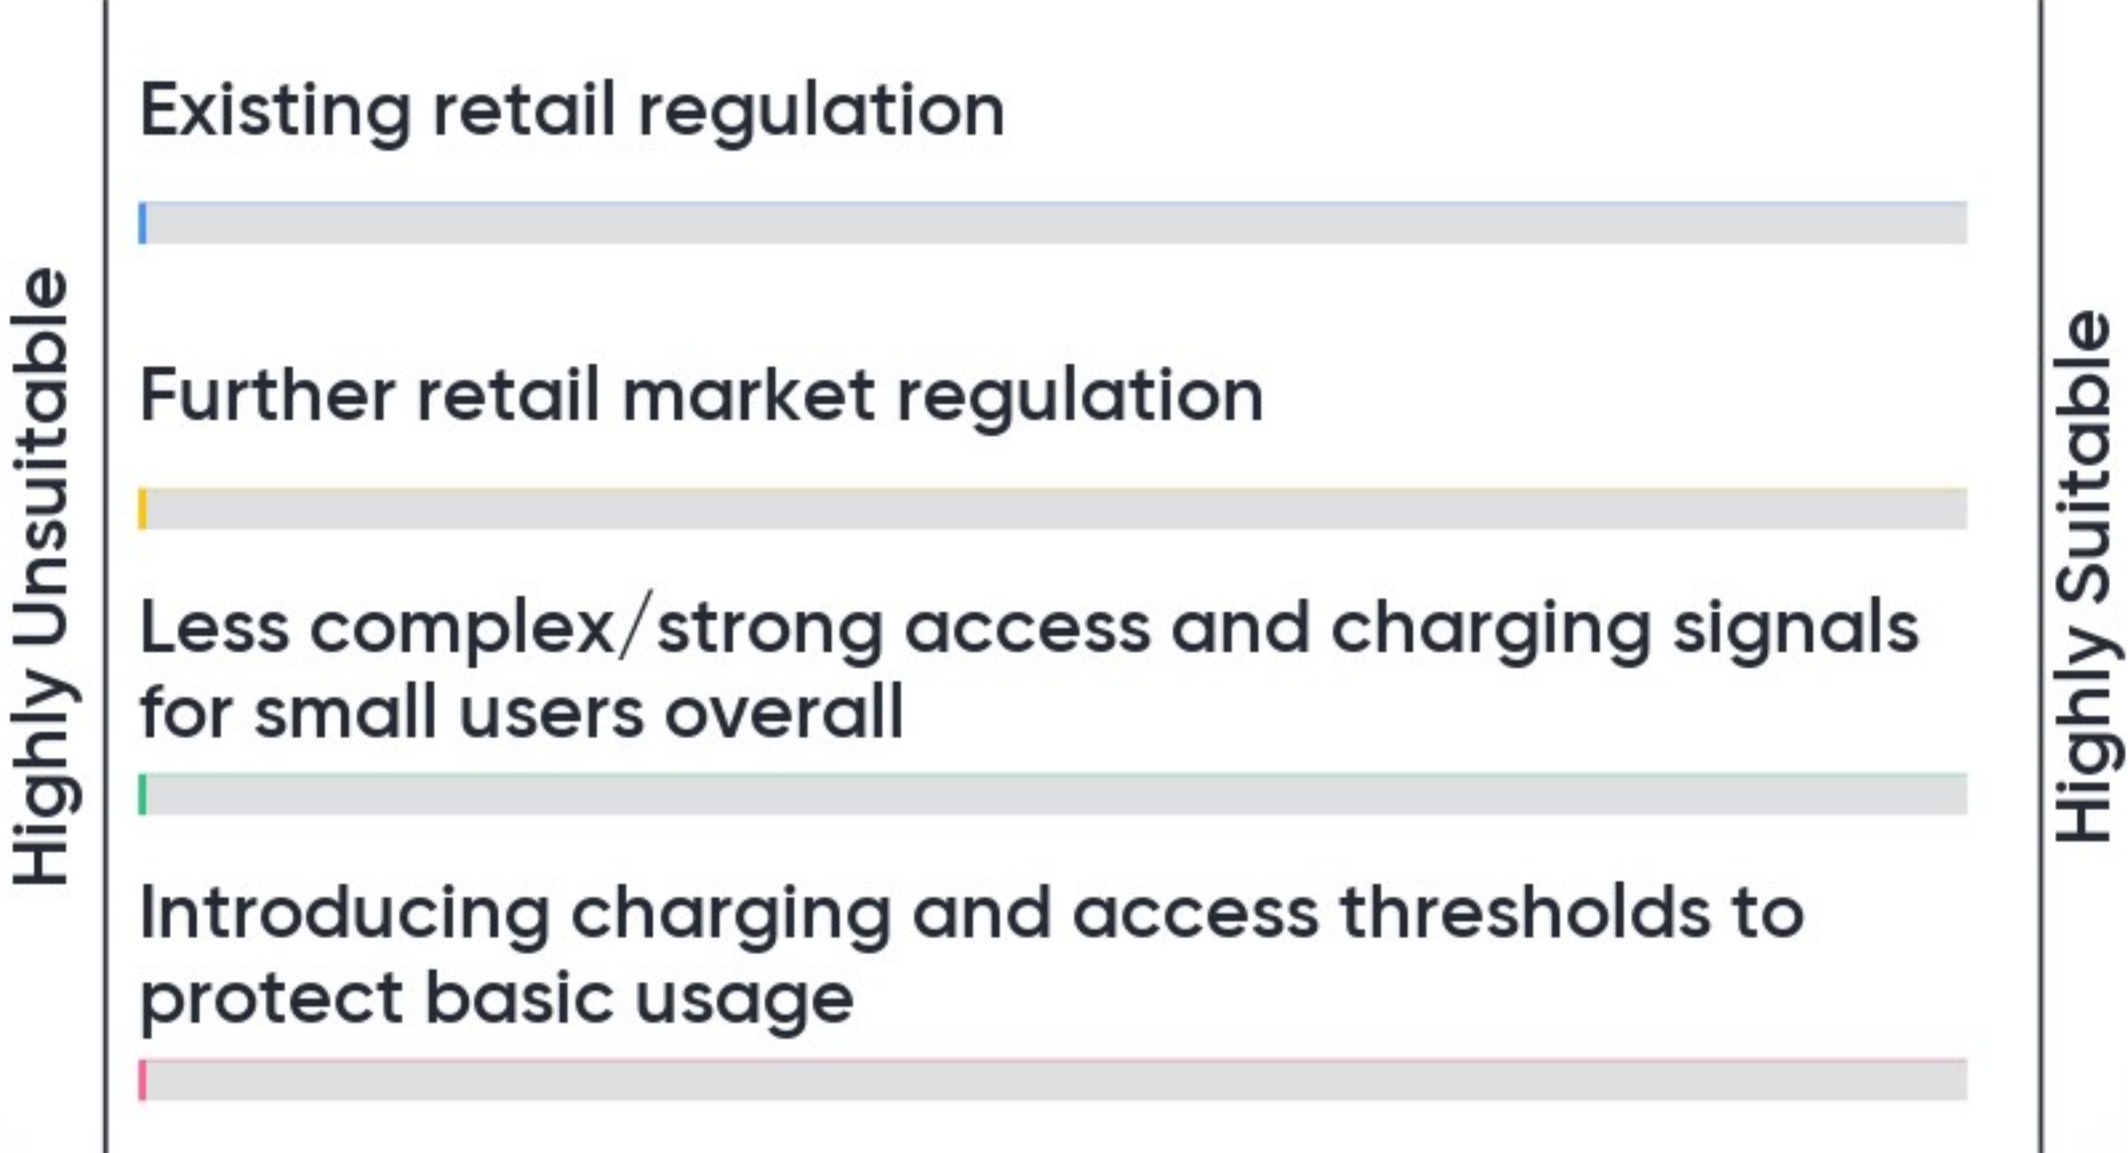 Highly Unsuitable
Existing retail regulation
Further retail market regulation
Less complex/strong access and charging signals
for small users overall
Introducing charging and access thresholds to
protect basic usage
Highly Suitable